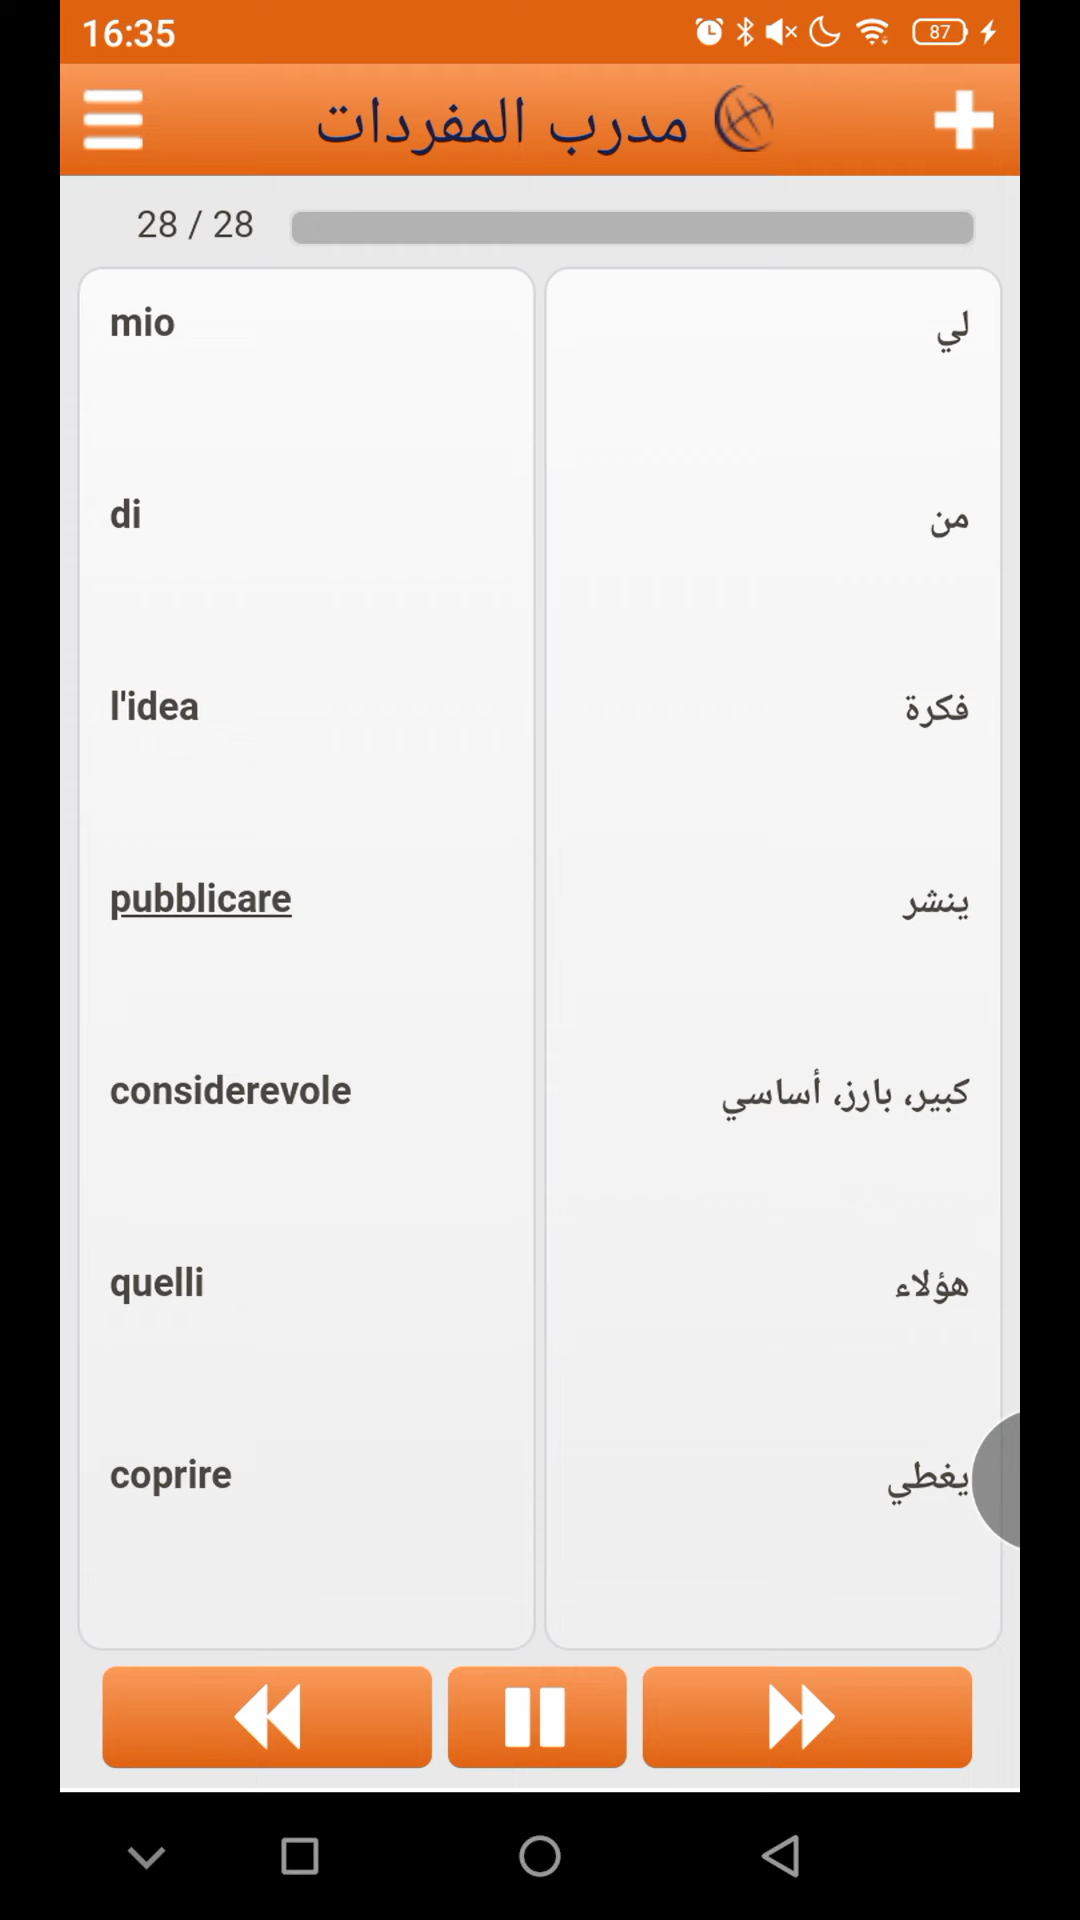 16:35
87
مدرب المفردات
28 / 28
mio
لي
di
من
l'idea
فكرة
pubblicare
ينشر
considerevole
كبير، بارز، أساسي
quelli
هؤلاء
coprire
يغطي